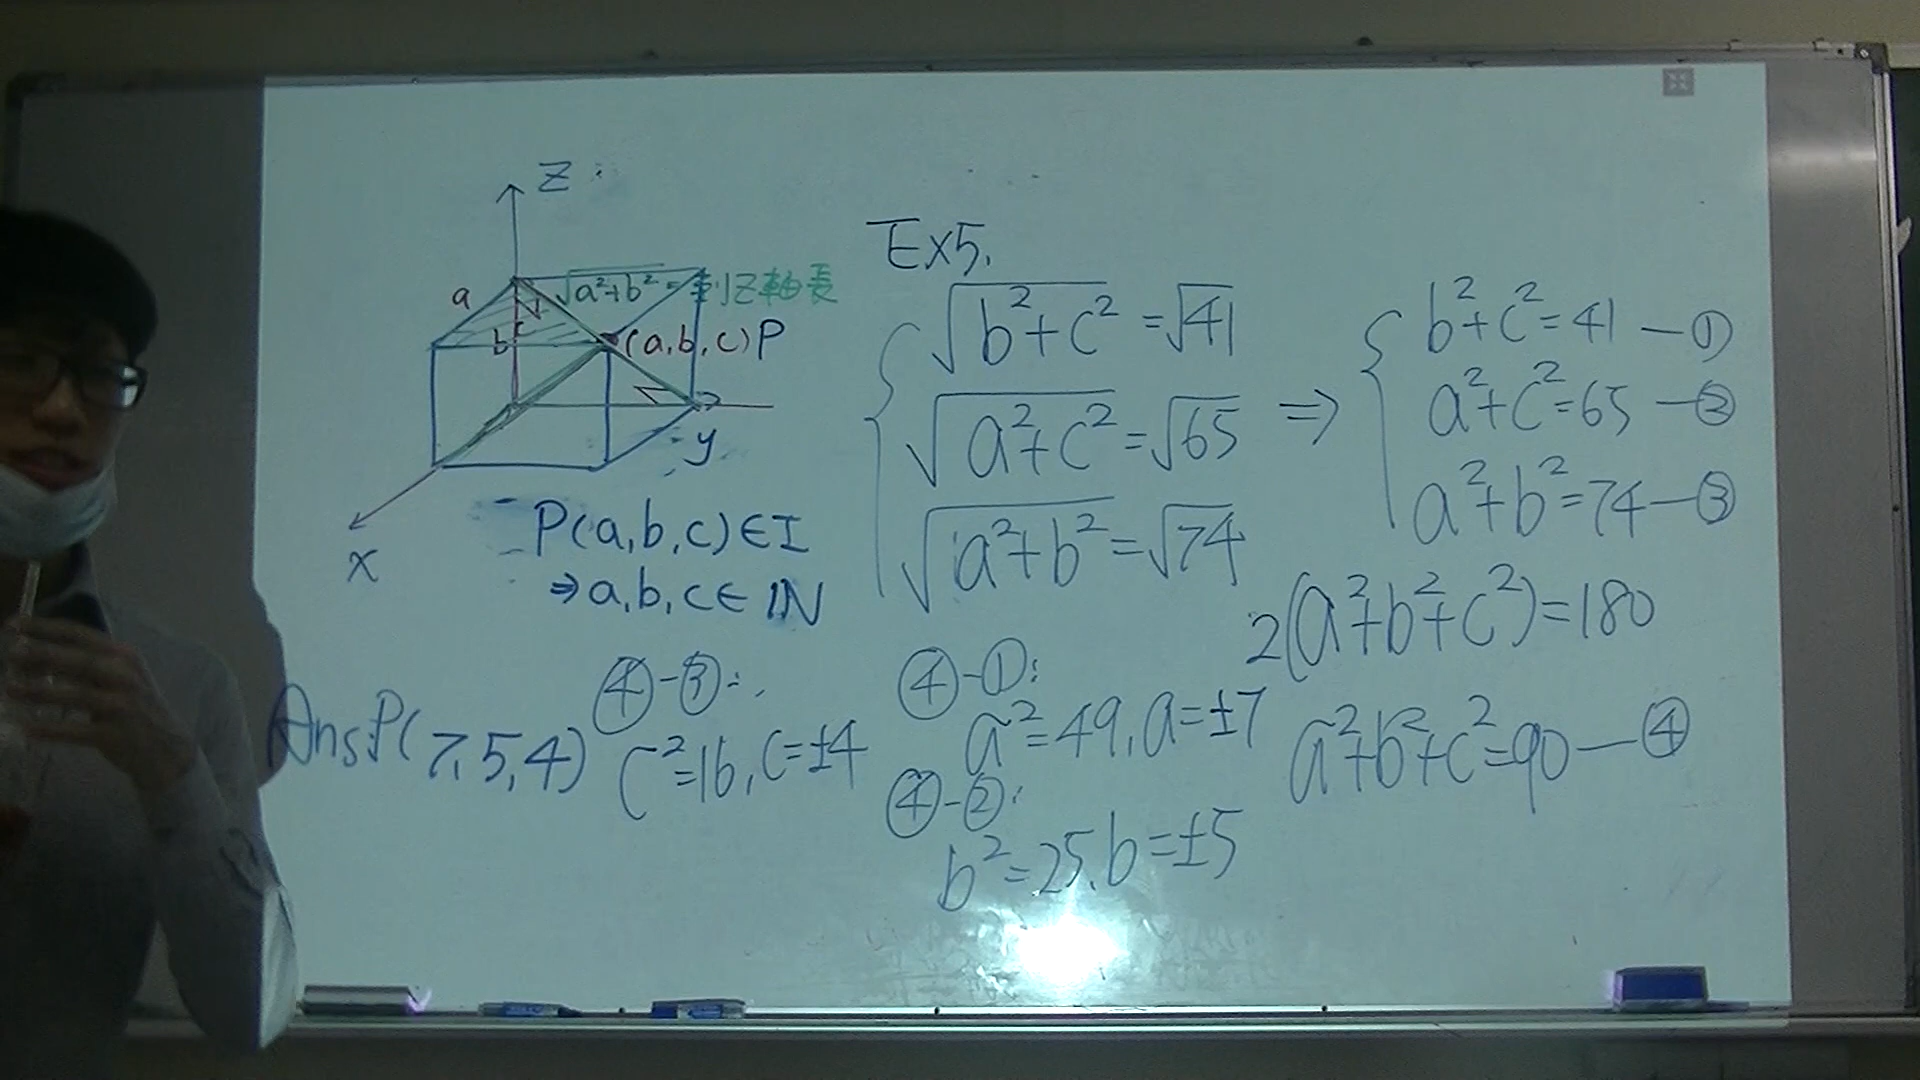 Z
a
√a²+b² = 到Z軸長
b
c
(a,b,c)P
y
x
P(a,b,c)∈I
⇒a,b,c∈IN
Ex5.
√b²+c² = √41
√a²+c² = √65 ⇒
√a²+b² = √74
b²+c²=41 —①
a²+c²=65 —②
a²+b²=74 —③
2(a²+b²+c²)=180
a²+b²+c²=90 —④
④-①:
a²=49, a=±7
④-②:
b²=25, b=±5
④-③:
c²=16, c=±4
Ans:P(7,5,4)